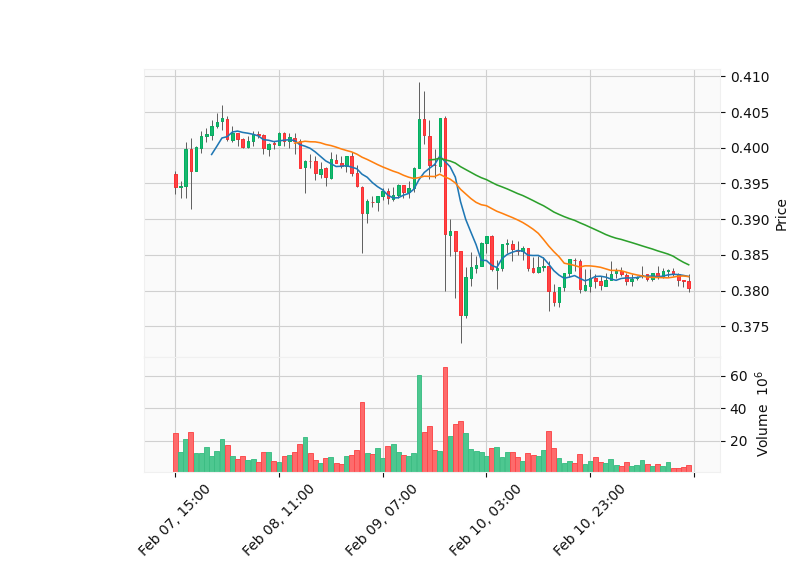 0.410
0.405
0.400
0.395
0.390
0.385
0.380
0.375
Price
60
40
20
Volume 10^6
Feb 07, 15:00
Feb 08, 11:00
Feb 09, 07:00
Feb 10, 03:00
Feb 10, 23:00